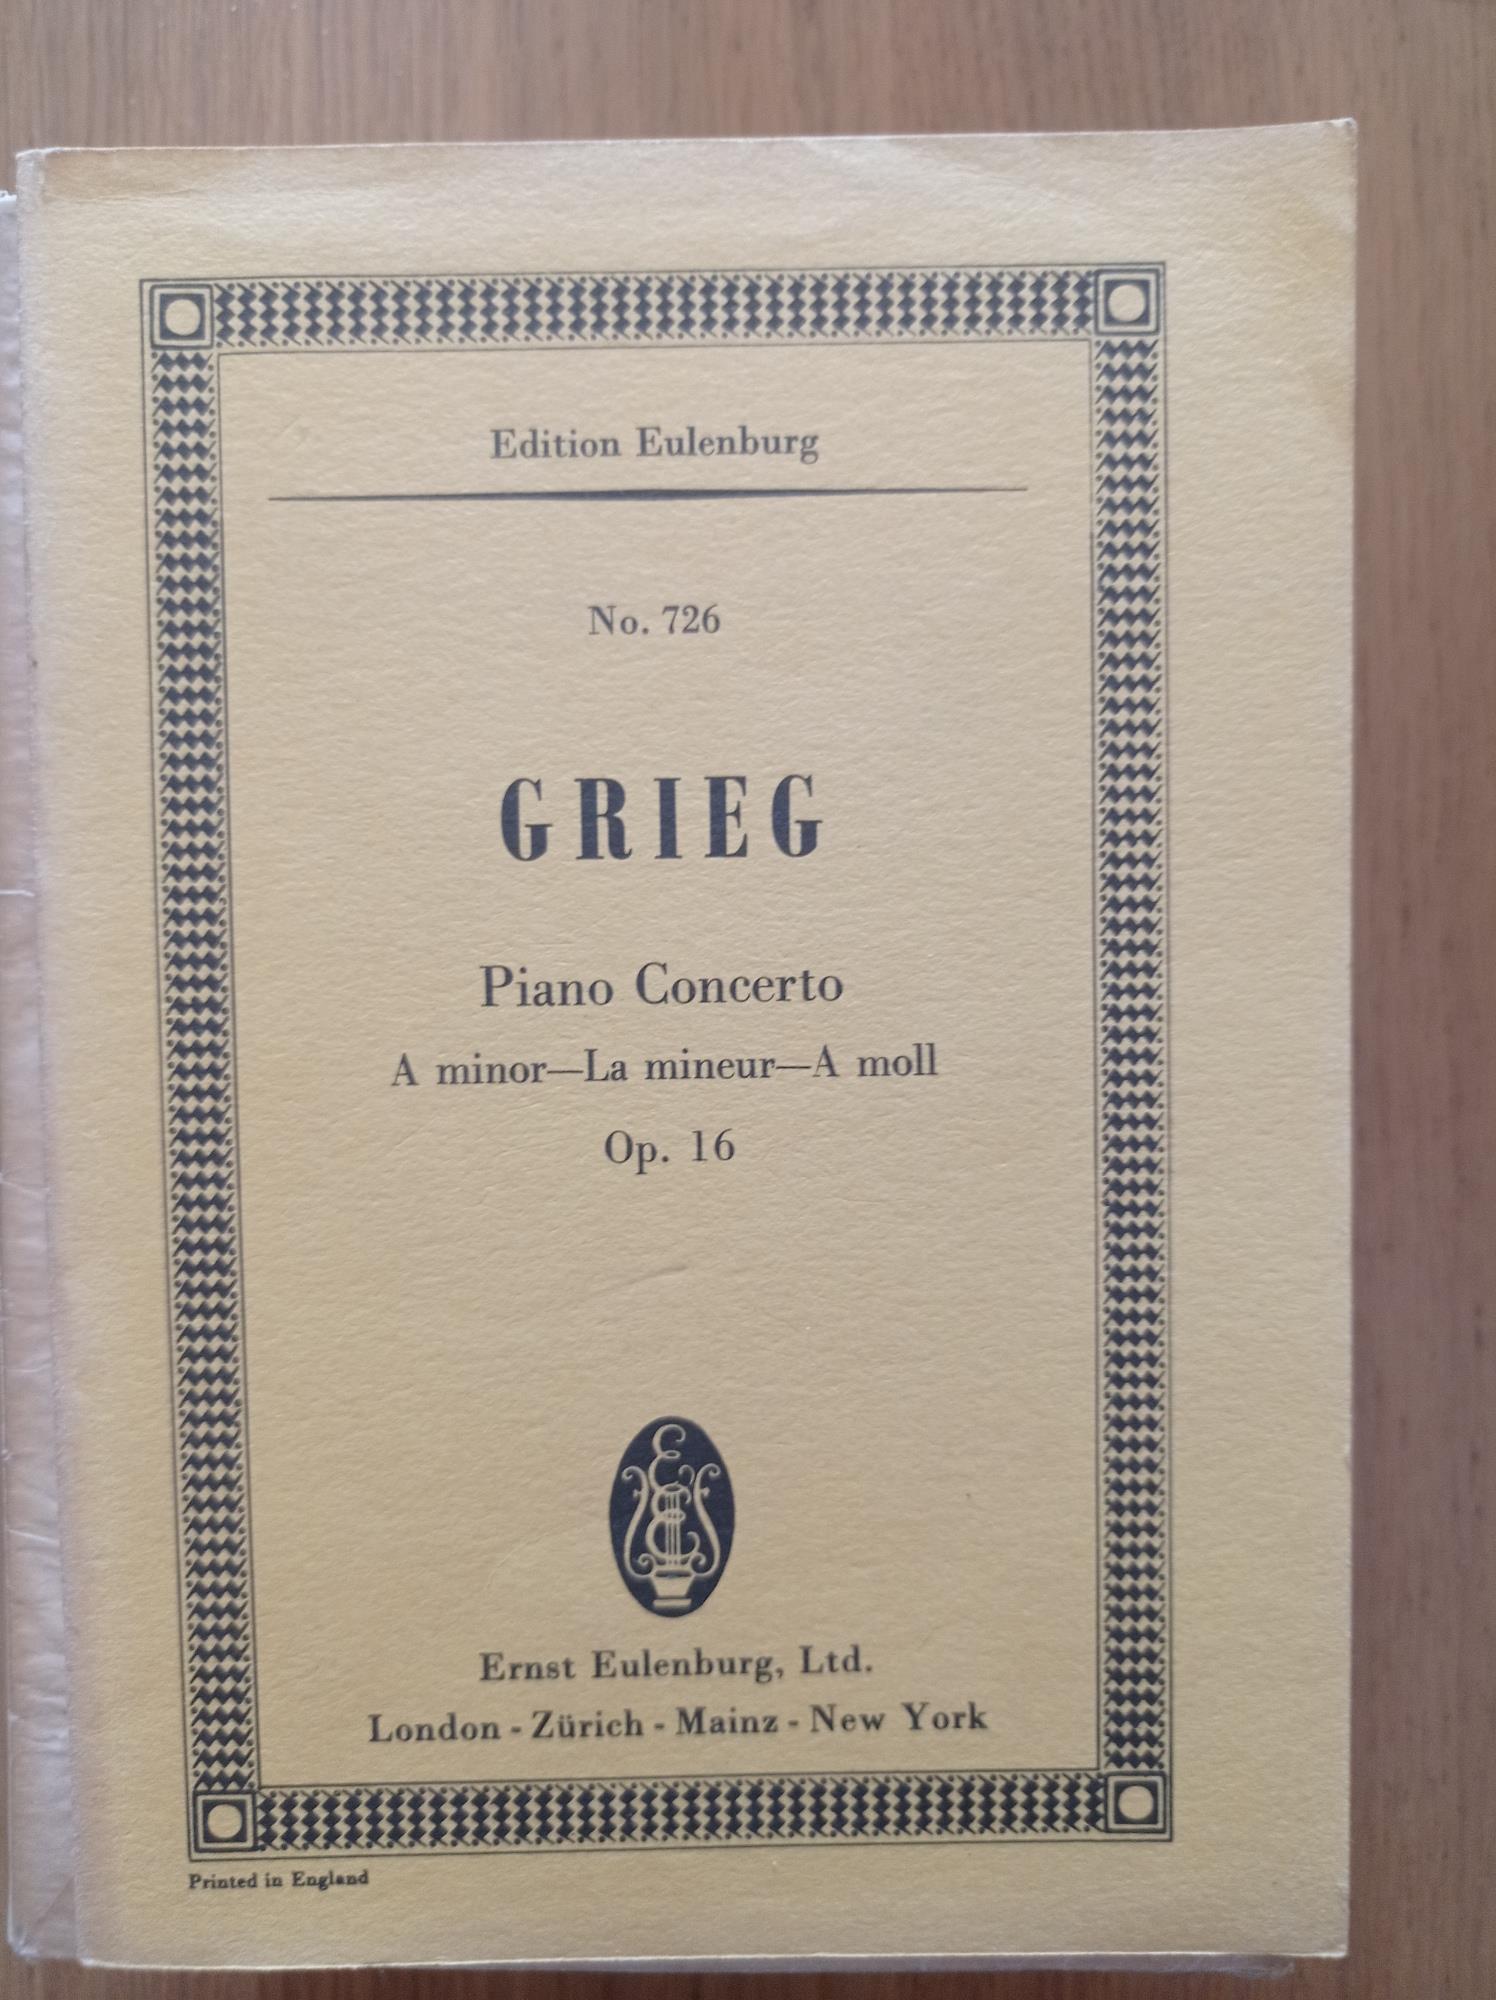 Edition Eulenburg
No. 726
GRIEG
Piano Concerto
A minor—La mineur—A moll
Op. 16
Ernst Eulenburg, Ltd.
London - Zürich - Mainz - New York
Printed in England